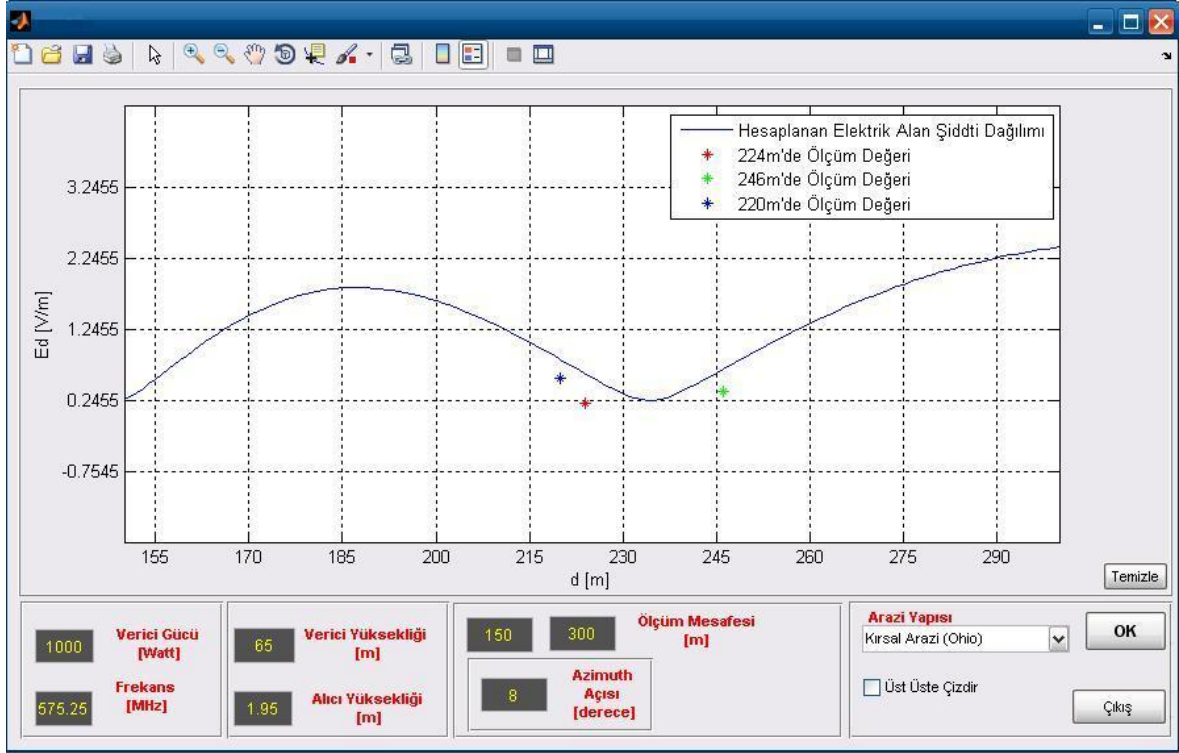 Hesaplanan Elektrik Alan Şiddti Dağılımı
224m'de Ölçüm Değeri
246m'de Ölçüm Değeri
220m'de Ölçüm Değeri
3.2455
2.2455
1.2455
0.2455
-0.7545
Ed [V/m]
155 170 185 200 215 230 245 260 275 290
d [m]
Temizle
1000
Verici Gücü
[Watt]
575.25
Frekans
[MHz]
65
Verici Yüksekliği
[m]
1.95
Alıcı Yüksekliği
[m]
150 300
Ölçüm Mesafesi
[m]
8
Azimuth
Açısı
[derece]
Arazi Yapısı
Kırsal Arazi (Ohio)
OK
Üst Üste Çizdir
Çıkış